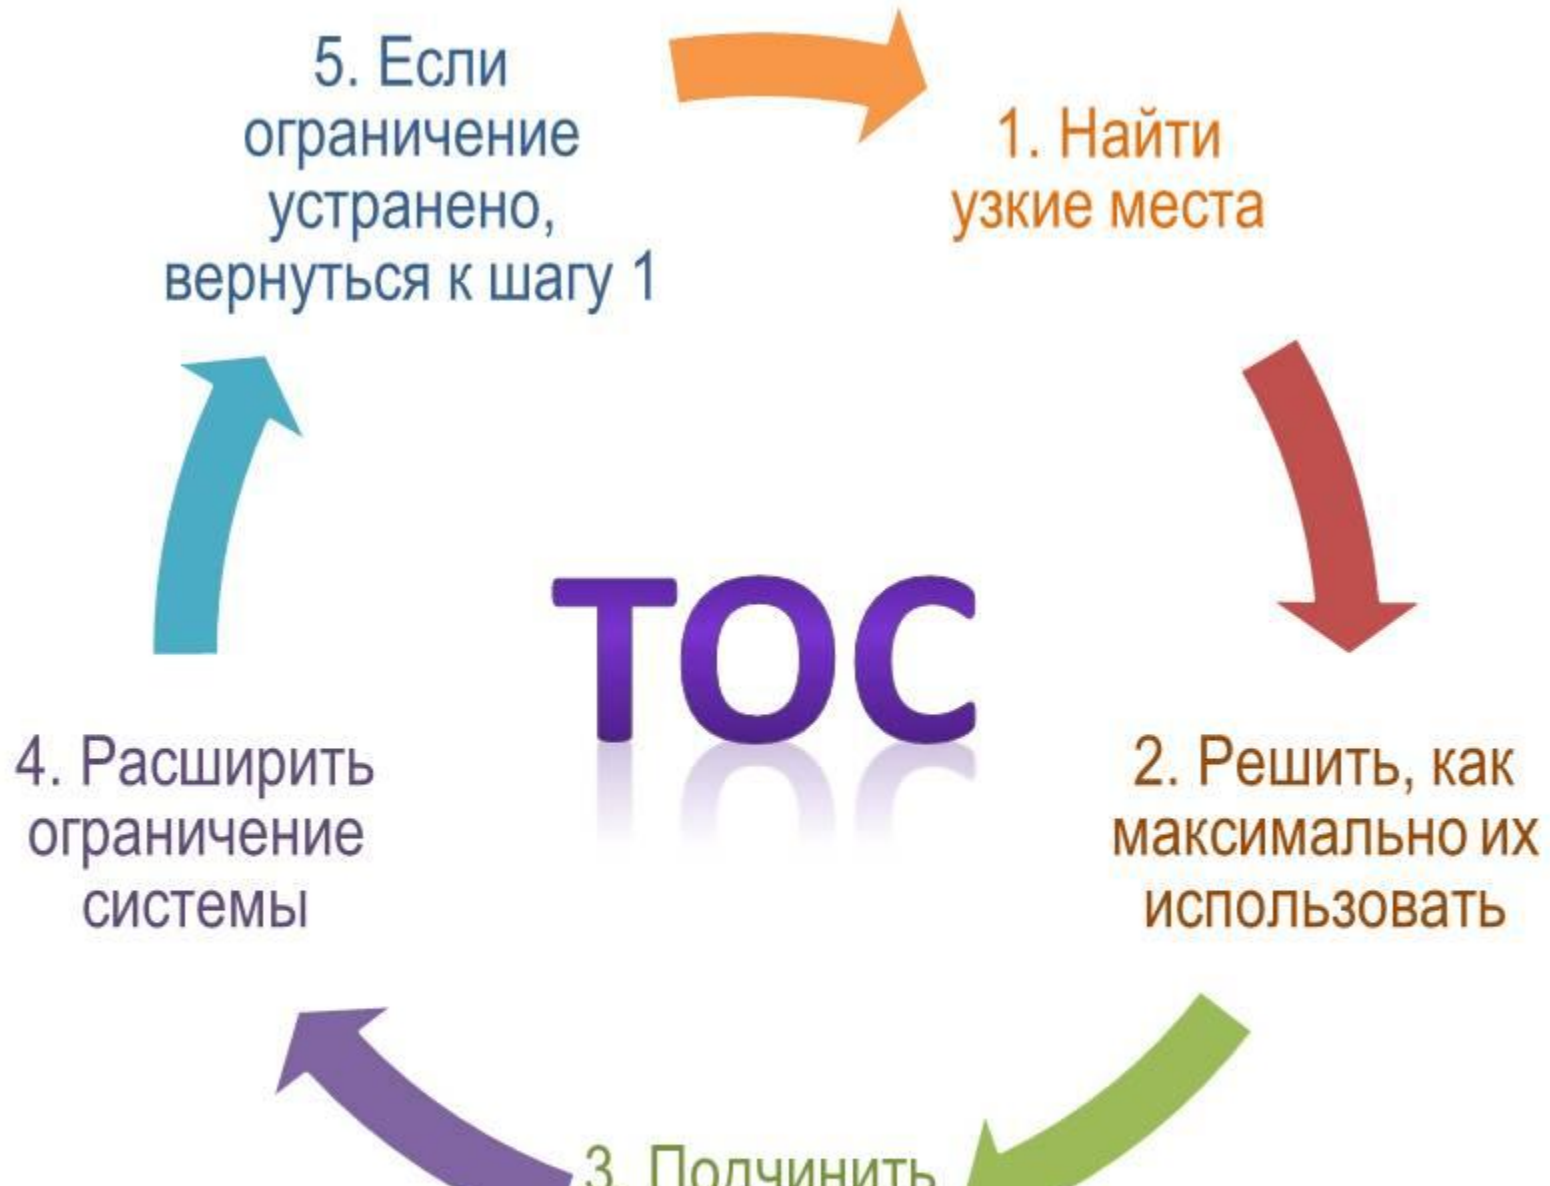 5. Если
ограничение
устранено,
вернуться к шагу 1
1. Найти
узкие места
ТОС
4. Расширить
ограничение
системы
2. Решить, как
максимально их
использовать
3. Подчинить